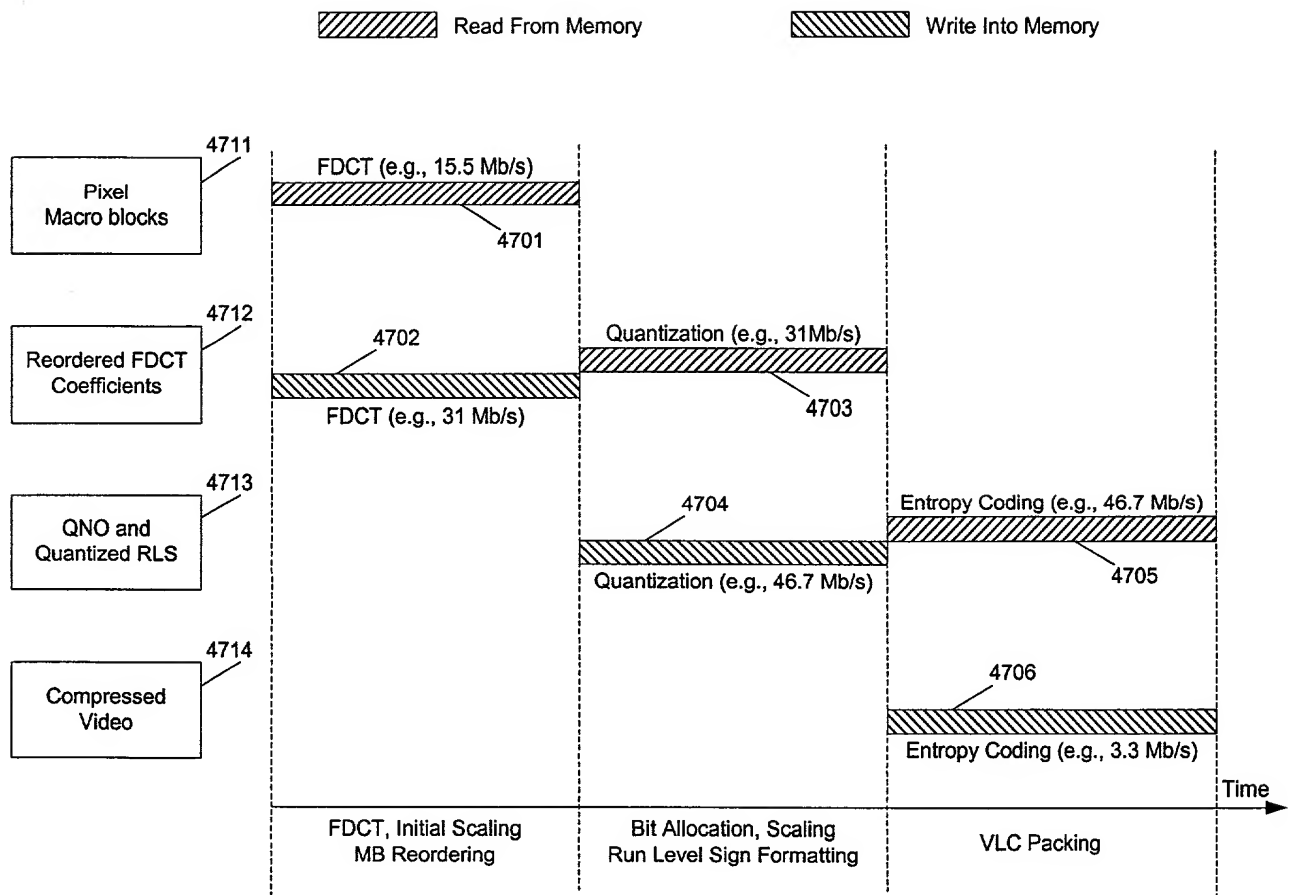 Read From Memory
Write Into Memory
4711
Pixel
Macro blocks
FDCT (e.g., 15.5 Mb/s)
4701
4712
Reordered FDCT
Coefficients
4702
FDCT (e.g., 31 Mb/s)
Quantization (e.g., 31Mb/s)
4703
4713
QNO and
Quantized RLS
4704
Quantization (e.g., 46.7 Mb/s)
Entropy Coding (e.g., 46.7 Mb/s)
4705
4714
Compressed
Video
4706
Entropy Coding (e.g., 3.3 Mb/s)
Time
FDCT, Initial Scaling
MB Reordering
Bit Allocation, Scaling
Run Level Sign Formatting
VLC Packing